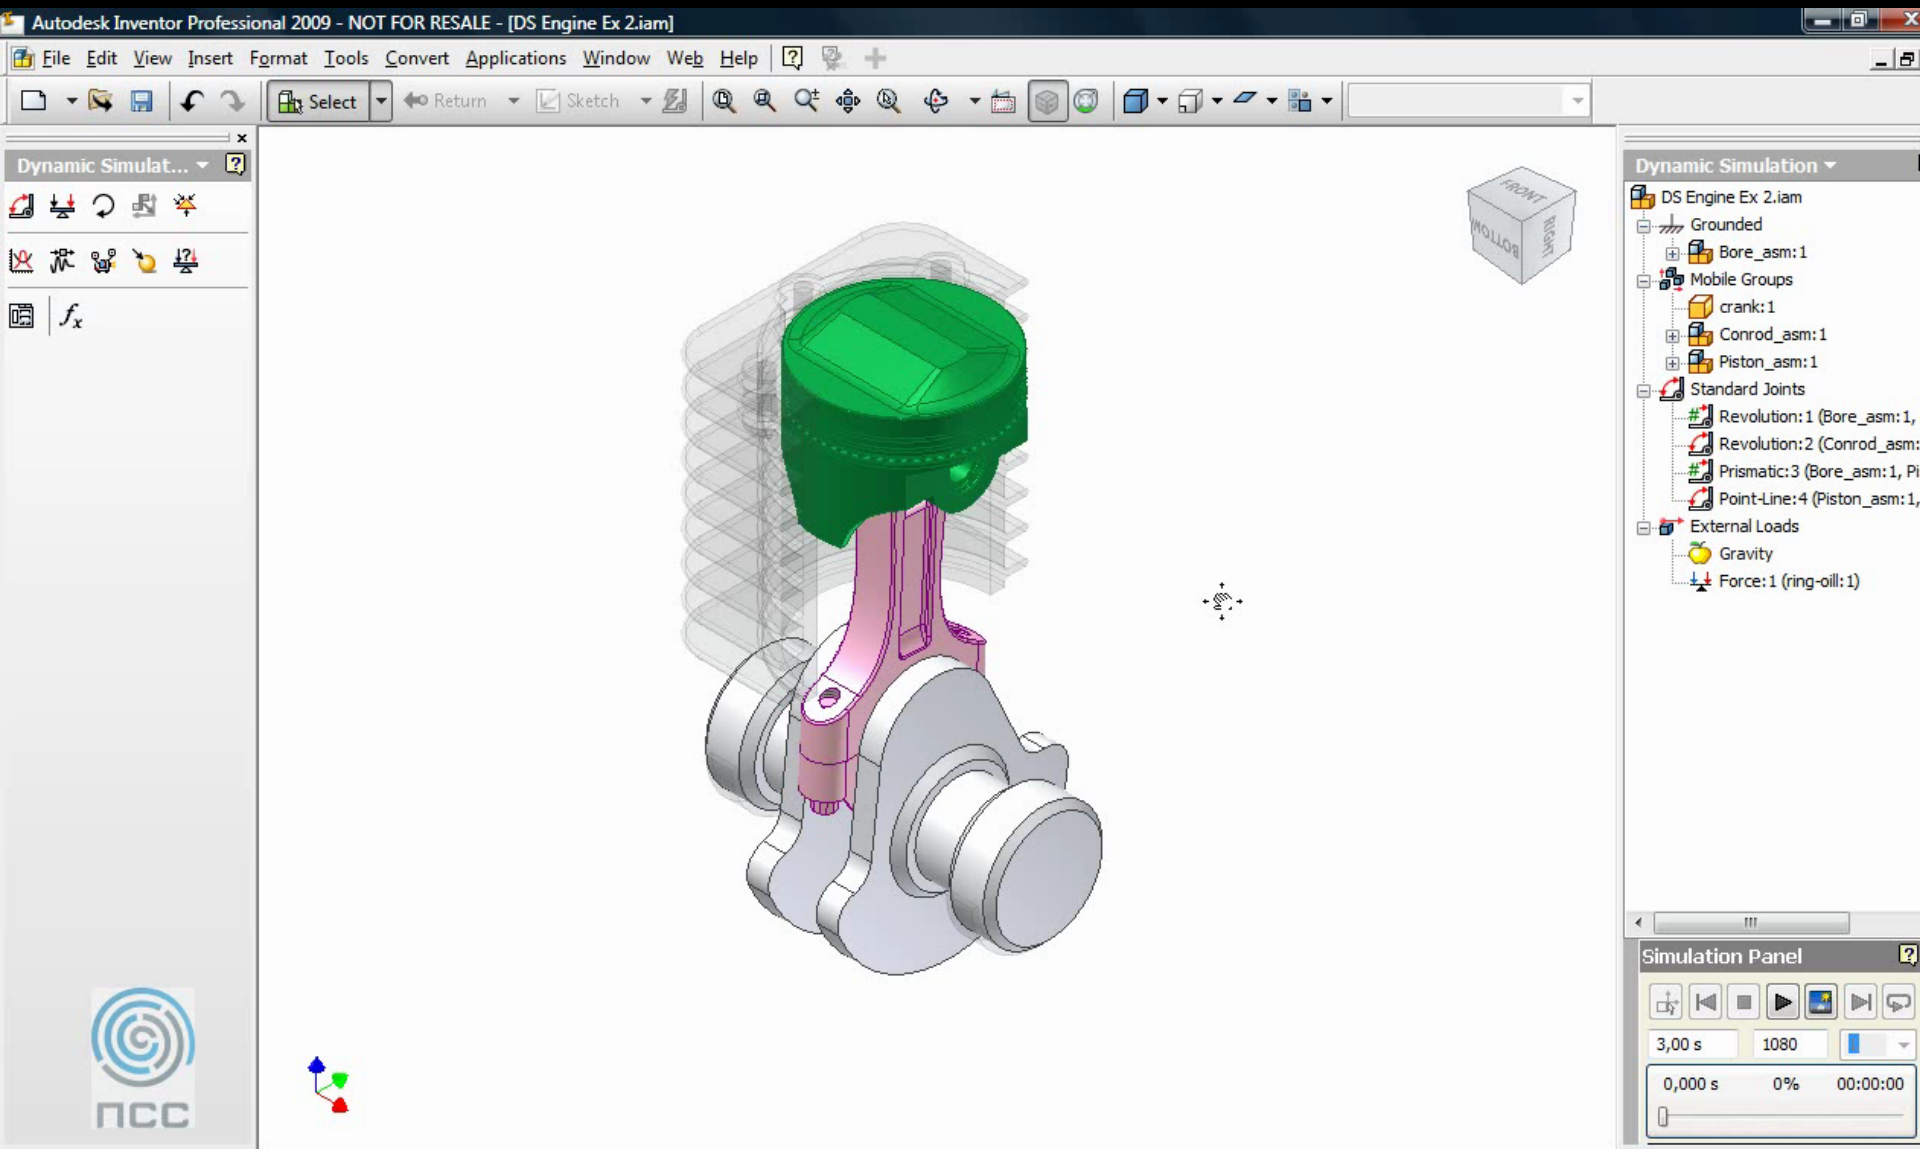 Autodesk Inventor Professional 2009 - NOT FOR RESALE - [DS Engine Ex 2.iam]
File Edit View Insert Format Tools Convert Applications Window Web Help
Select Return Sketch
Dynamic Simulat...
fx
FRONT
BOTTOM
RIGHT
ПСС
Dynamic Simulation
DS Engine Ex 2.iam
Grounded
Bore_asm:1
Mobile Groups
crank:1
Conrod_asm:1
Piston_asm:1
Standard Joints
Revolution:1 (Bore_asm:1,
Revolution:2 (Conrod_asm:
Prismatic:3 (Bore_asm:1, Pi
Point-Line:4 (Piston_asm:1,
External Loads
Gravity
Force:1 (ring-oill:1)
Simulation Panel
3,00 s 1080
0,000 s 0% 00:00:00